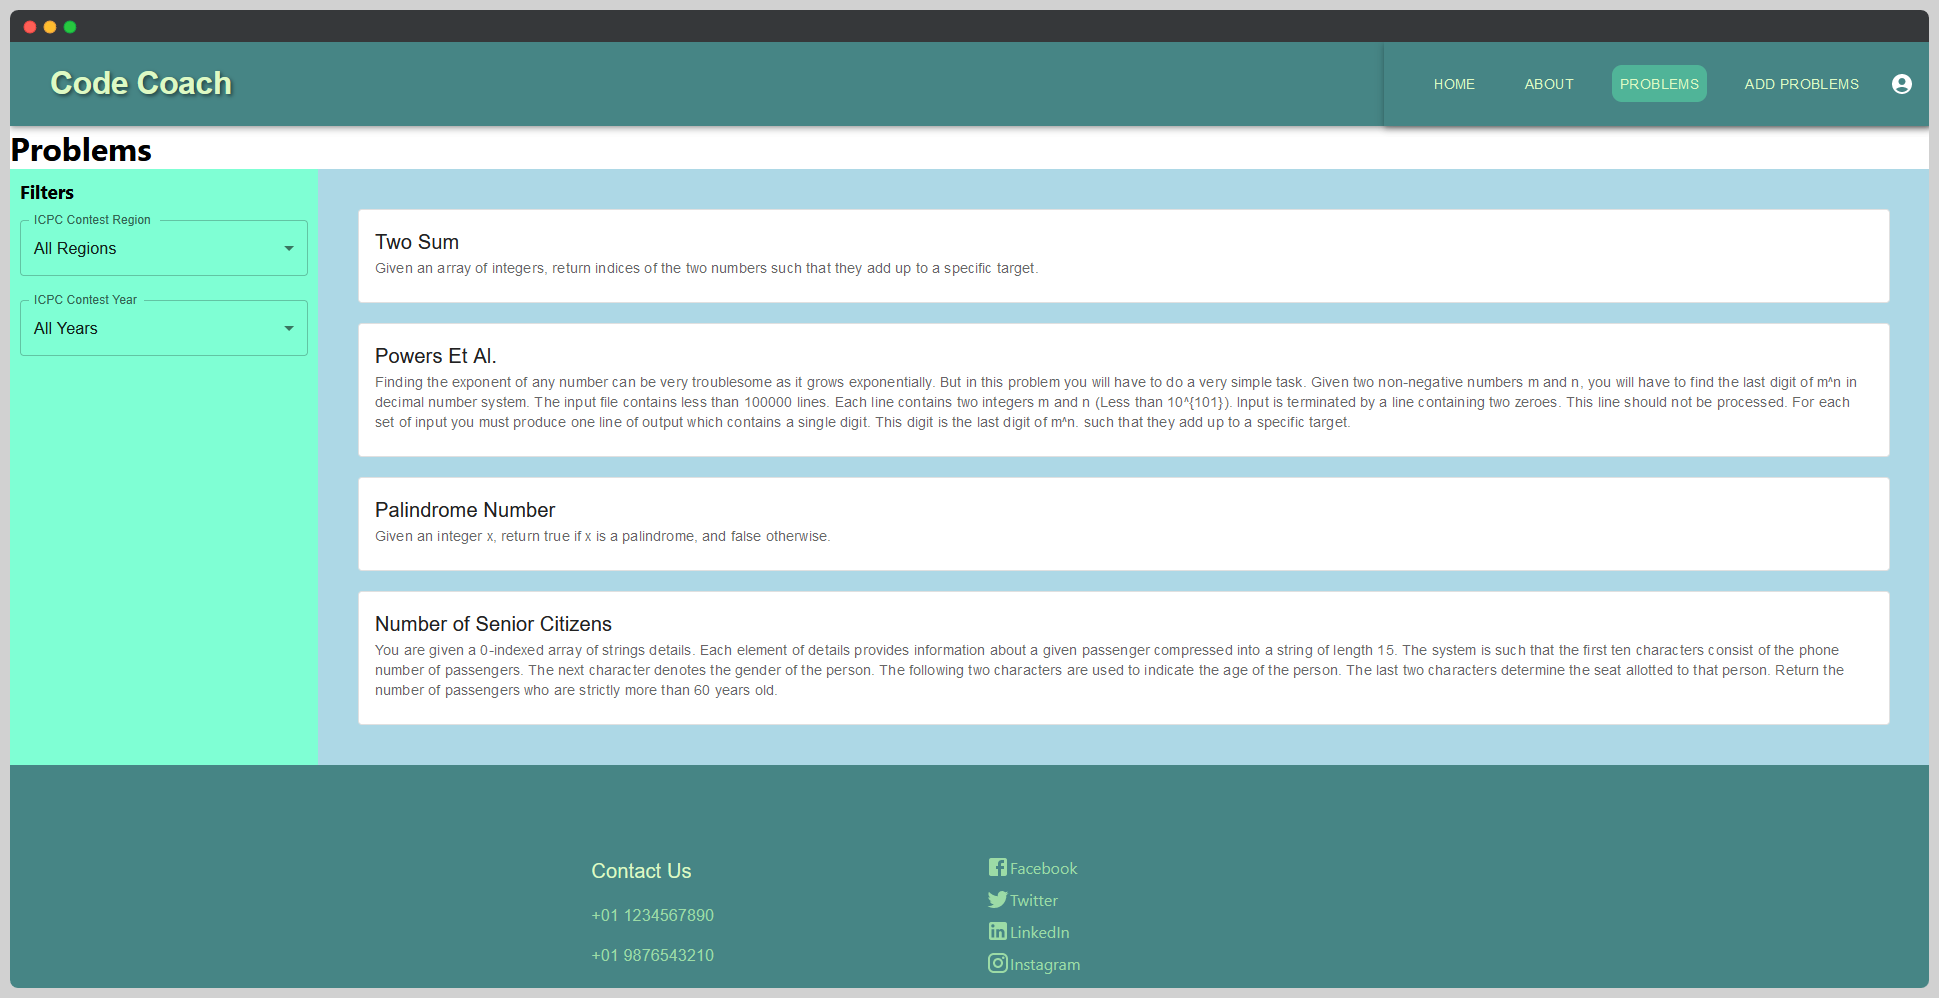 Code Coach
HOME
ABOUT
PROBLEMS
ADD PROBLEMS
Problems
Filters
ICPC Contest Region
All Regions
ICPC Contest Year
All Years
Two Sum
Given an array of integers, return indices of the two numbers such that they add up to a specific target.
Powers Et Al.
Finding the exponent of any number can be very troublesome as it grows exponentially. But in this problem you will have to do a very simple task. Given two non-negative numbers m and n, you will have to find the last digit of m^n in
decimal number system. The input file contains less than 100000 lines. Each line contains two integers m and n (Less than 10^{101}). Input is terminated by a line containing two zeroes. This line should not be processed. For each
set of input you must produce one line of output which contains a single digit. This digit is the last digit of m^n. such that they add up to a specific target.
Palindrome Number
Given an integer x, return true if x is a palindrome, and false otherwise.
Number of Senior Citizens
You are given a 0-indexed array of strings details. Each element of details provides information about a given passenger compressed into a string of length 15. The system is such that the first ten characters consist of the phone
number of passengers. The next character denotes the gender of the person. The following two characters are used to indicate the age of the person. The last two characters determine the seat allotted to that person. Return the
number of passengers who are strictly more than 60 years old.
Contact Us
+01 1234567890
+01 9876543210
Facebook
Twitter
LinkedIn
Instagram